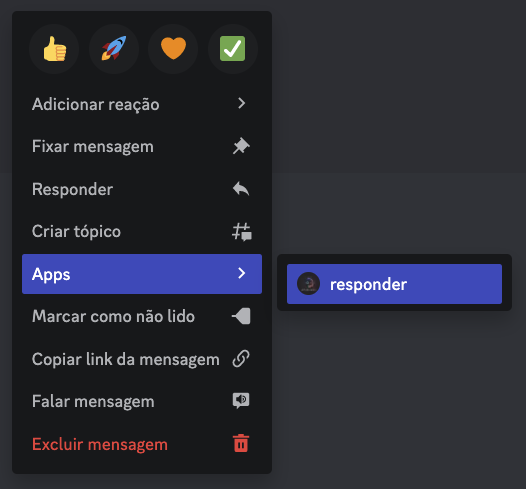 Adicionar reação
Fixar mensagem
Responder
Criar tópico
Apps
responder
Marcar como não lido
Copiar link da mensagem
Falar mensagem
Excluir mensagem